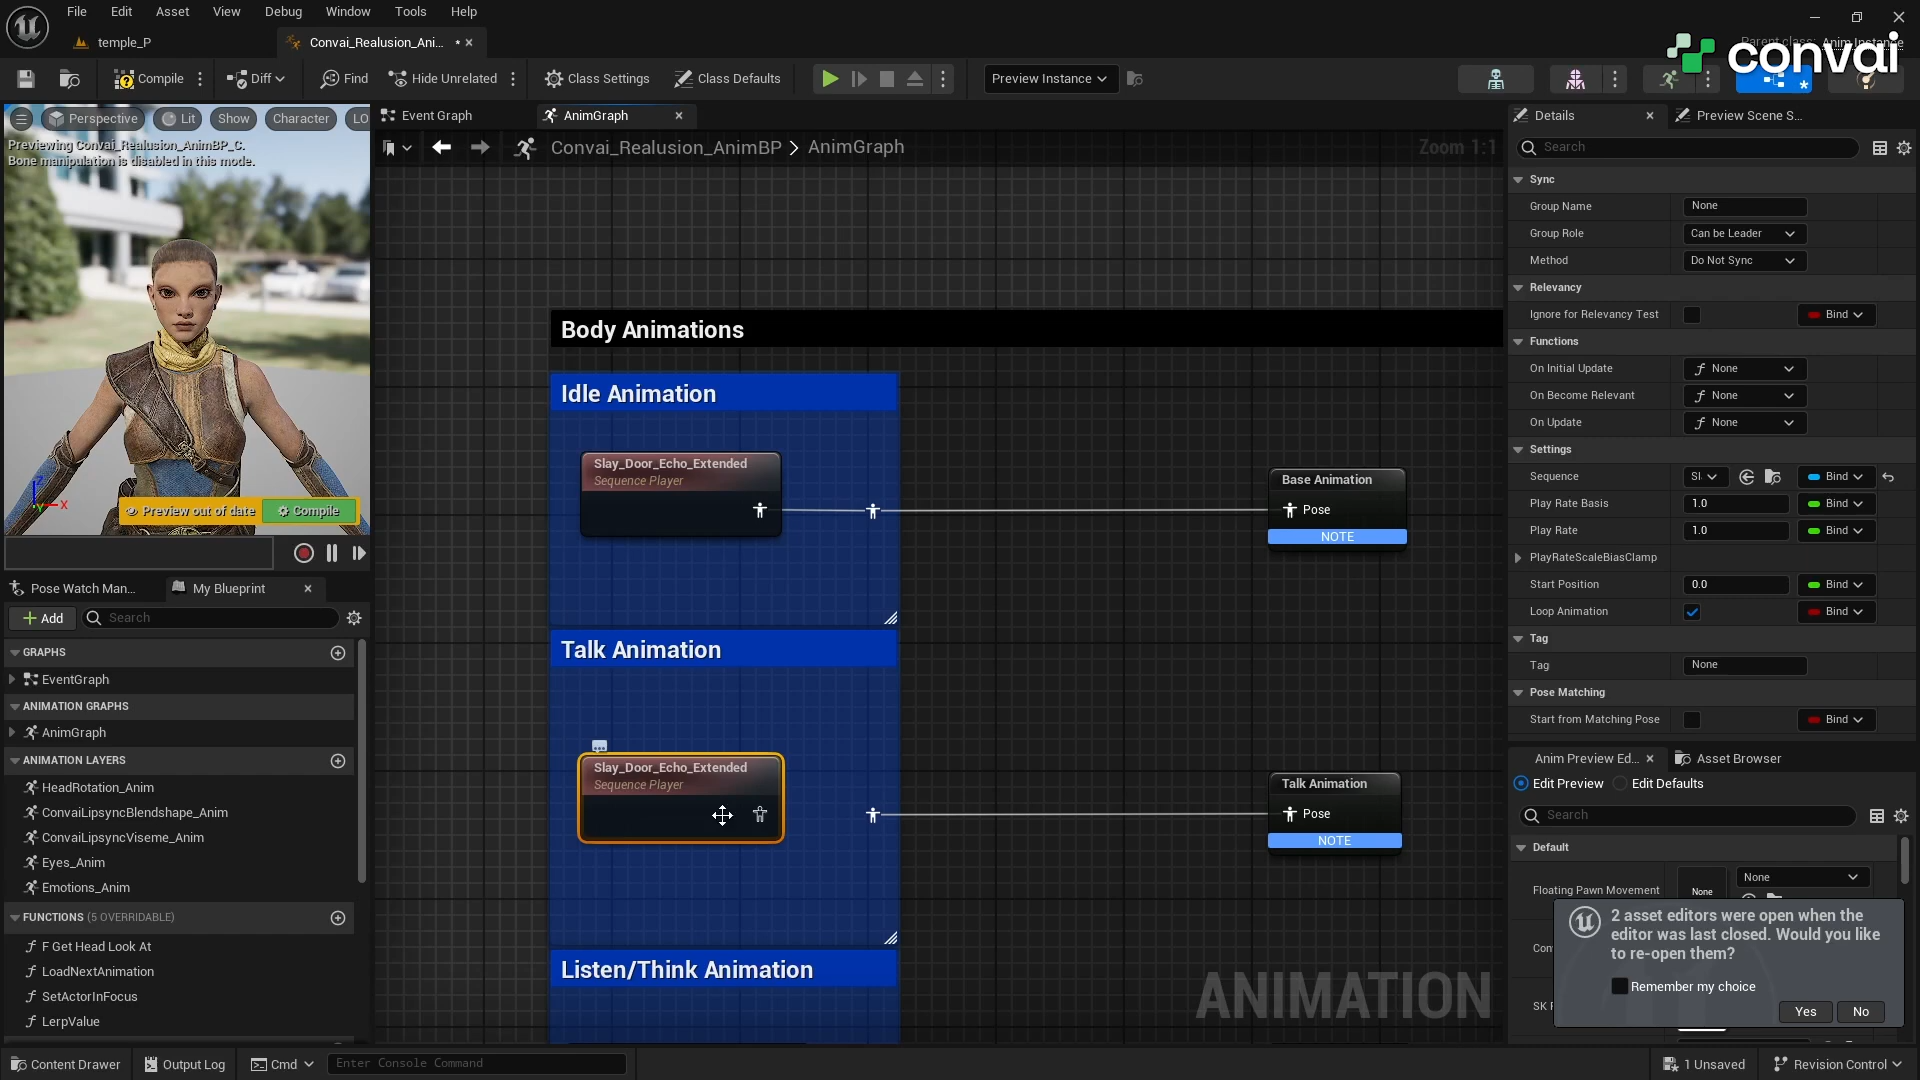 File Edit Asset View Debug Window Tools Help
temple_P
Convai_Realusion_Ani...
Parent class: Anim Instance
convai
Compile
Diff
Find
Hide Unrelated
Class Settings
Class Defaults
Preview Instance
Perspective
Lit
Show
Character
LO
Previewing Convai_Realusion_AnimBP_C.
Bone manipulation is disabled in this mode.
Z
X
Y
Preview out of date
Compile
Event Graph
AnimGraph
Convai_Realusion_AnimBP > AnimGraph
Zoom 1:1
Body Animations
Idle Animation
Slay_Door_Echo_Extended
Sequence Player
Base Animation
Pose
NOTE
Talk Animation
Slay_Door_Echo_Extended
Sequence Player
Talk Animation
Pose
NOTE
Listen/Think Animation
ANIMATION
Pose Watch Man...
My Blueprint
Add
Search
GRAPHS
EventGraph
ANIMATION GRAPHS
AnimGraph
ANIMATION LAYERS
HeadRotation_Anim
ConvaiLipsyncBlendshape_Anim
ConvaiLipsyncViseme_Anim
Eyes_Anim
Emotions_Anim
FUNCTIONS (5 OVERRIDABLE)
F Get Head Look At
LoadNextAnimation
SetActorInFocus
LerpValue
Details
Preview Scene S...
Search
Sync
Group Name None
Group Role Can be Leader
Method Do Not Sync
Relevancy
Ignore for Relevancy Test Bind
Functions
On Initial Update None
On Become Relevant None
On Update None
Settings
Sequence Sl Bind
Play Rate Basis 1.0 Bind
Play Rate 1.0 Bind
PlayRateScaleBiasClamp
Start Position 0.0 Bind
Loop Animation Bind
Tag
Tag None
Pose Matching
Start from Matching Pose Bind
Anim Preview Ed...
Asset Browser
Edit Preview
Edit Defaults
Search
Default
Floating Pawn Movement None None
Con
SK
2 asset editors were open when the
editor was last closed. Would you like
to re-open them?
Remember my choice
Yes
No
Content Drawer
Output Log
Cmd
Enter Console Command
1 Unsaved
Revision Control